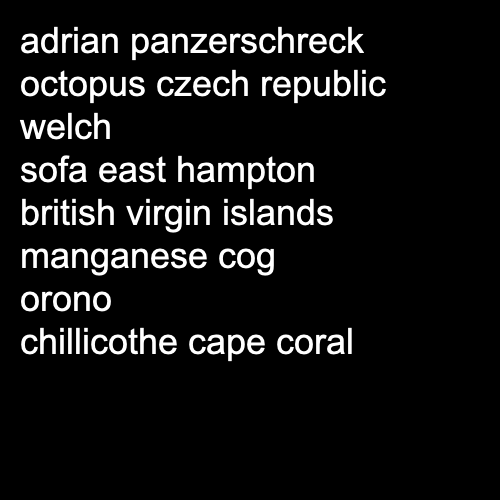 adrian panzerschreck
octopus czech republic
welch
sofa east hampton
british virgin islands
manganese cog
orono
chillicothe cape coral